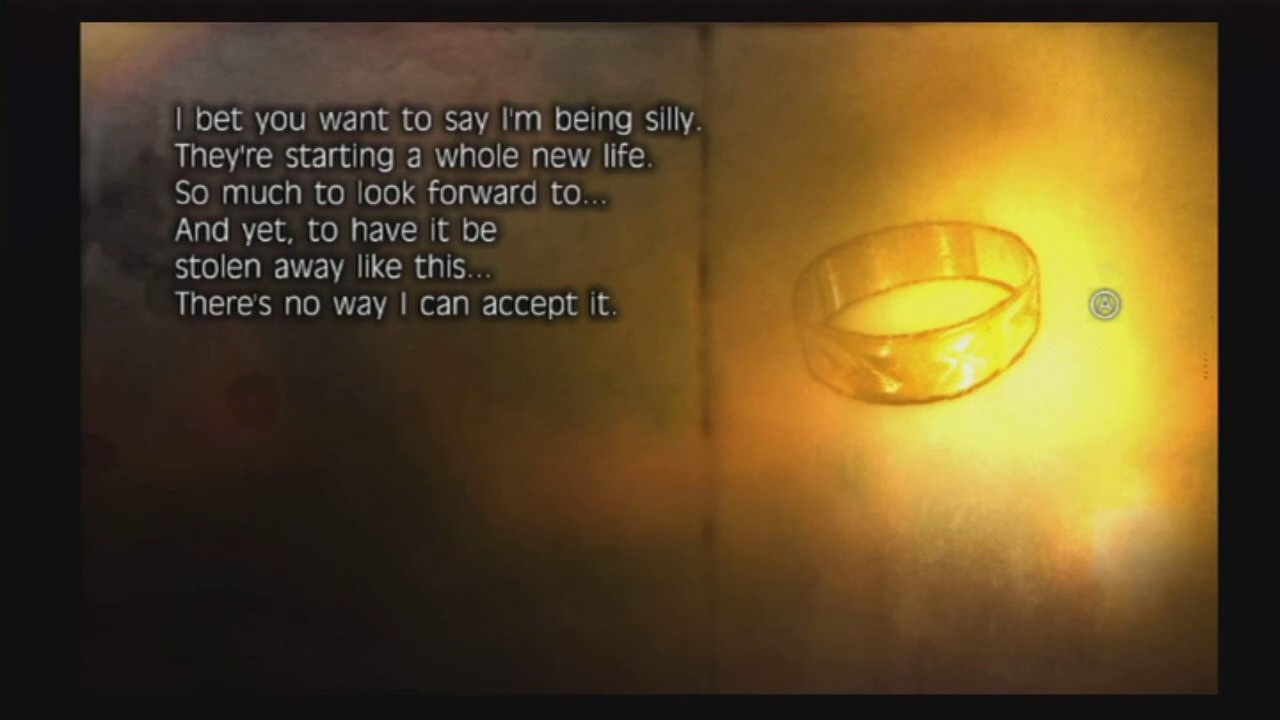 I bet you want to say I'm being silly.
They're starting a whole new life.
So much to look forward to...
And yet, to have it be
stolen away like this...
There's no way I can accept it.
A